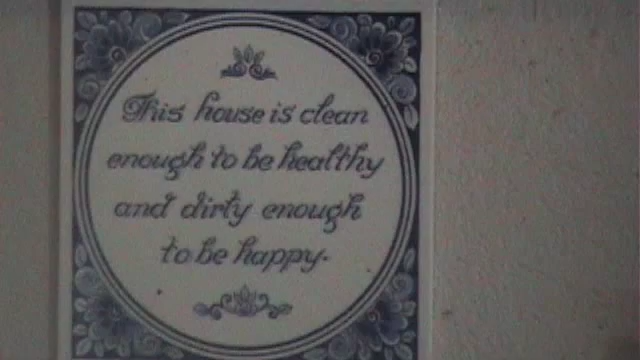 This house is clean
enough to be healthy
and dirty enough
to be happy.